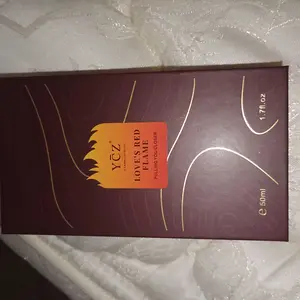 YCZ
LOVE'S RED
FLAME
1.7fl.oz
e 50ml